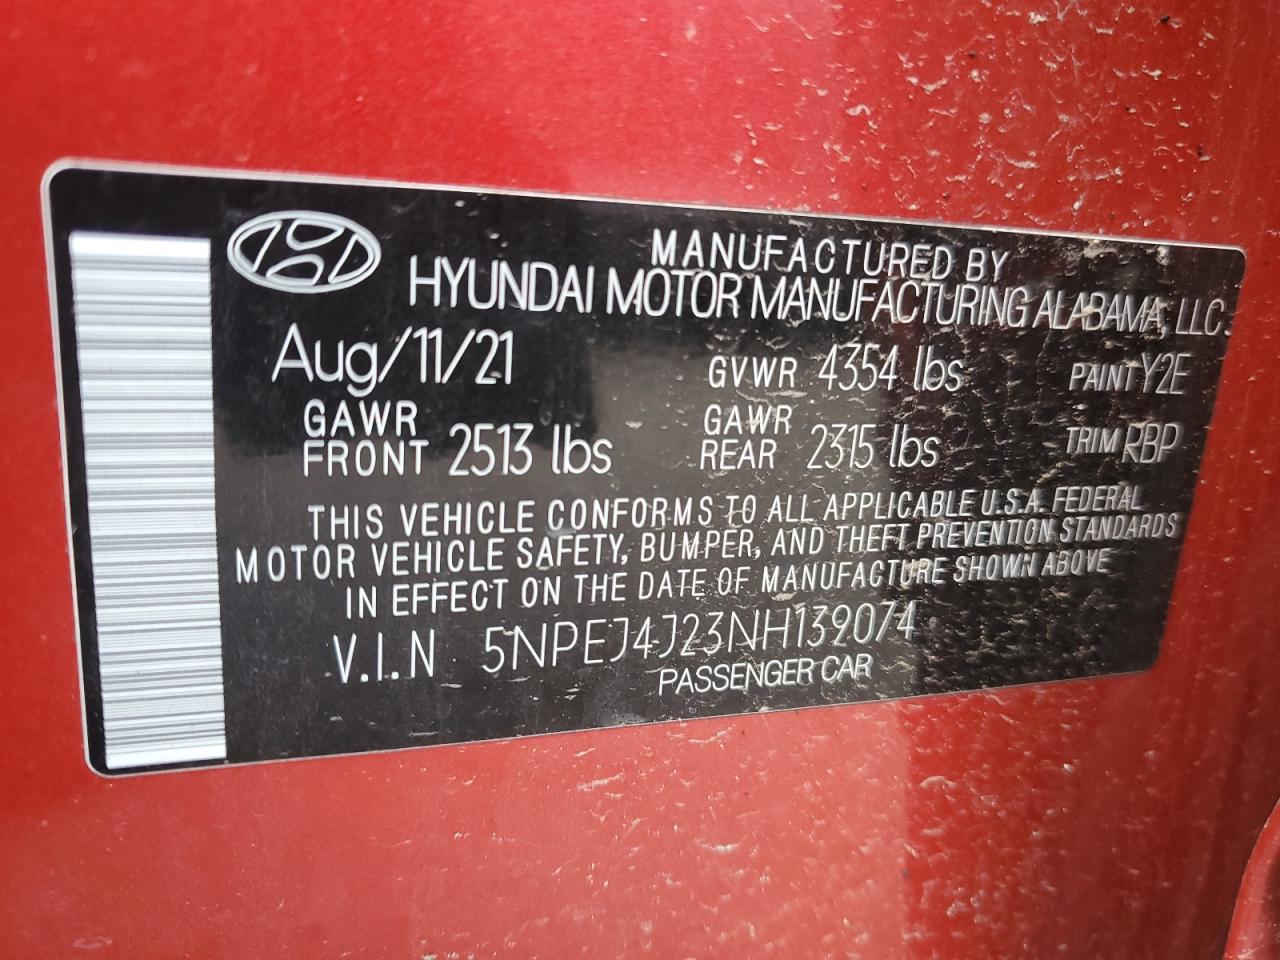 MANUFACTURED BY
HYUNDAI MOTOR MANUFACTURING ALABAMA, LLC.
Aug/11/21 GVWR 4354 lbs PAINT Y2E
GAWR FRONT 2513 lbs GAWR REAR 2315 lbs TRIM RBP
THIS VEHICLE CONFORMS TO ALL APPLICABLE U.S.A. FEDERAL
MOTOR VEHICLE SAFETY, BUMPER, AND THEFT PREVENTION STANDARDS
IN EFFECT ON THE DATE OF MANUFACTURE SHOWN ABOVE
V.I.N 5NPEJ4J23NH139074
PASSENGER CAR